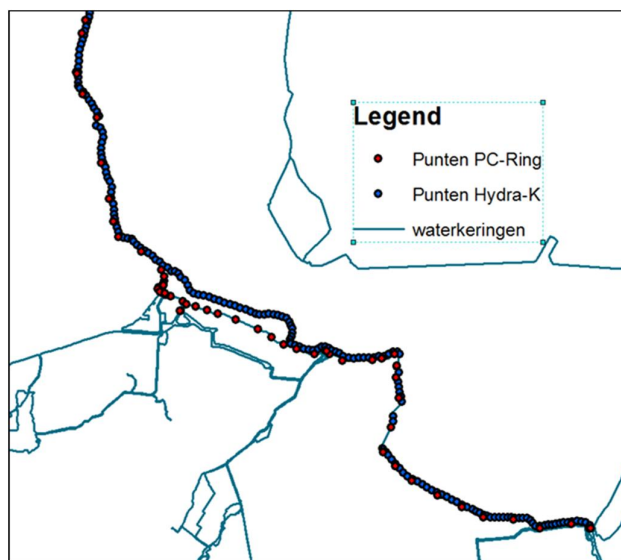 Legend
Punten PC-Ring
Punten Hydra-K
waterkeringen